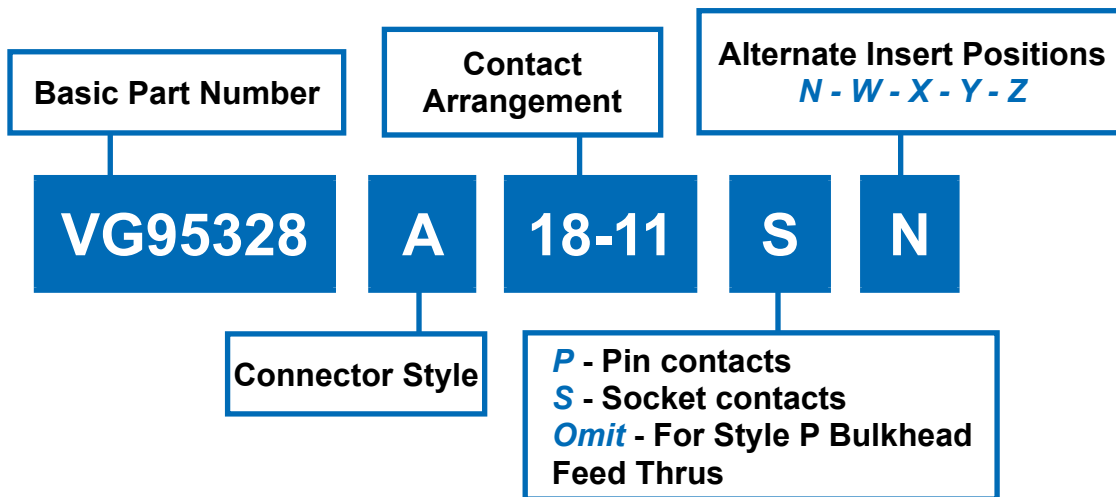 Basic Part Number
Contact
Arrangement
Alternate Insert Positions
N - W - X - Y - Z
VG95328
A
18-11
S
N
Connector Style
P - Pin contacts
S - Socket contacts
Omit - For Style P Bulkhead
Feed Thrus